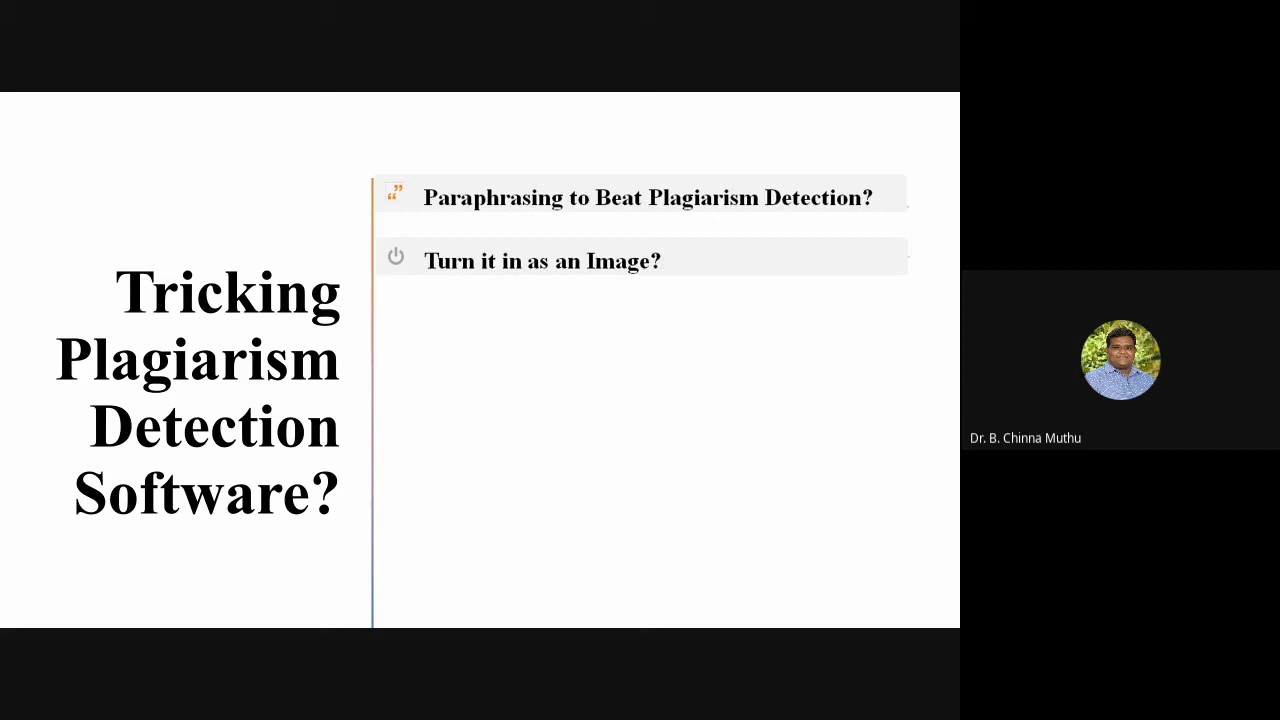 Paraphrasing to Beat Plagiarism Detection?
Turn it in as an Image?
Tricking
Plagiarism
Detection
Software?
Dr. B. Chinna Muthu